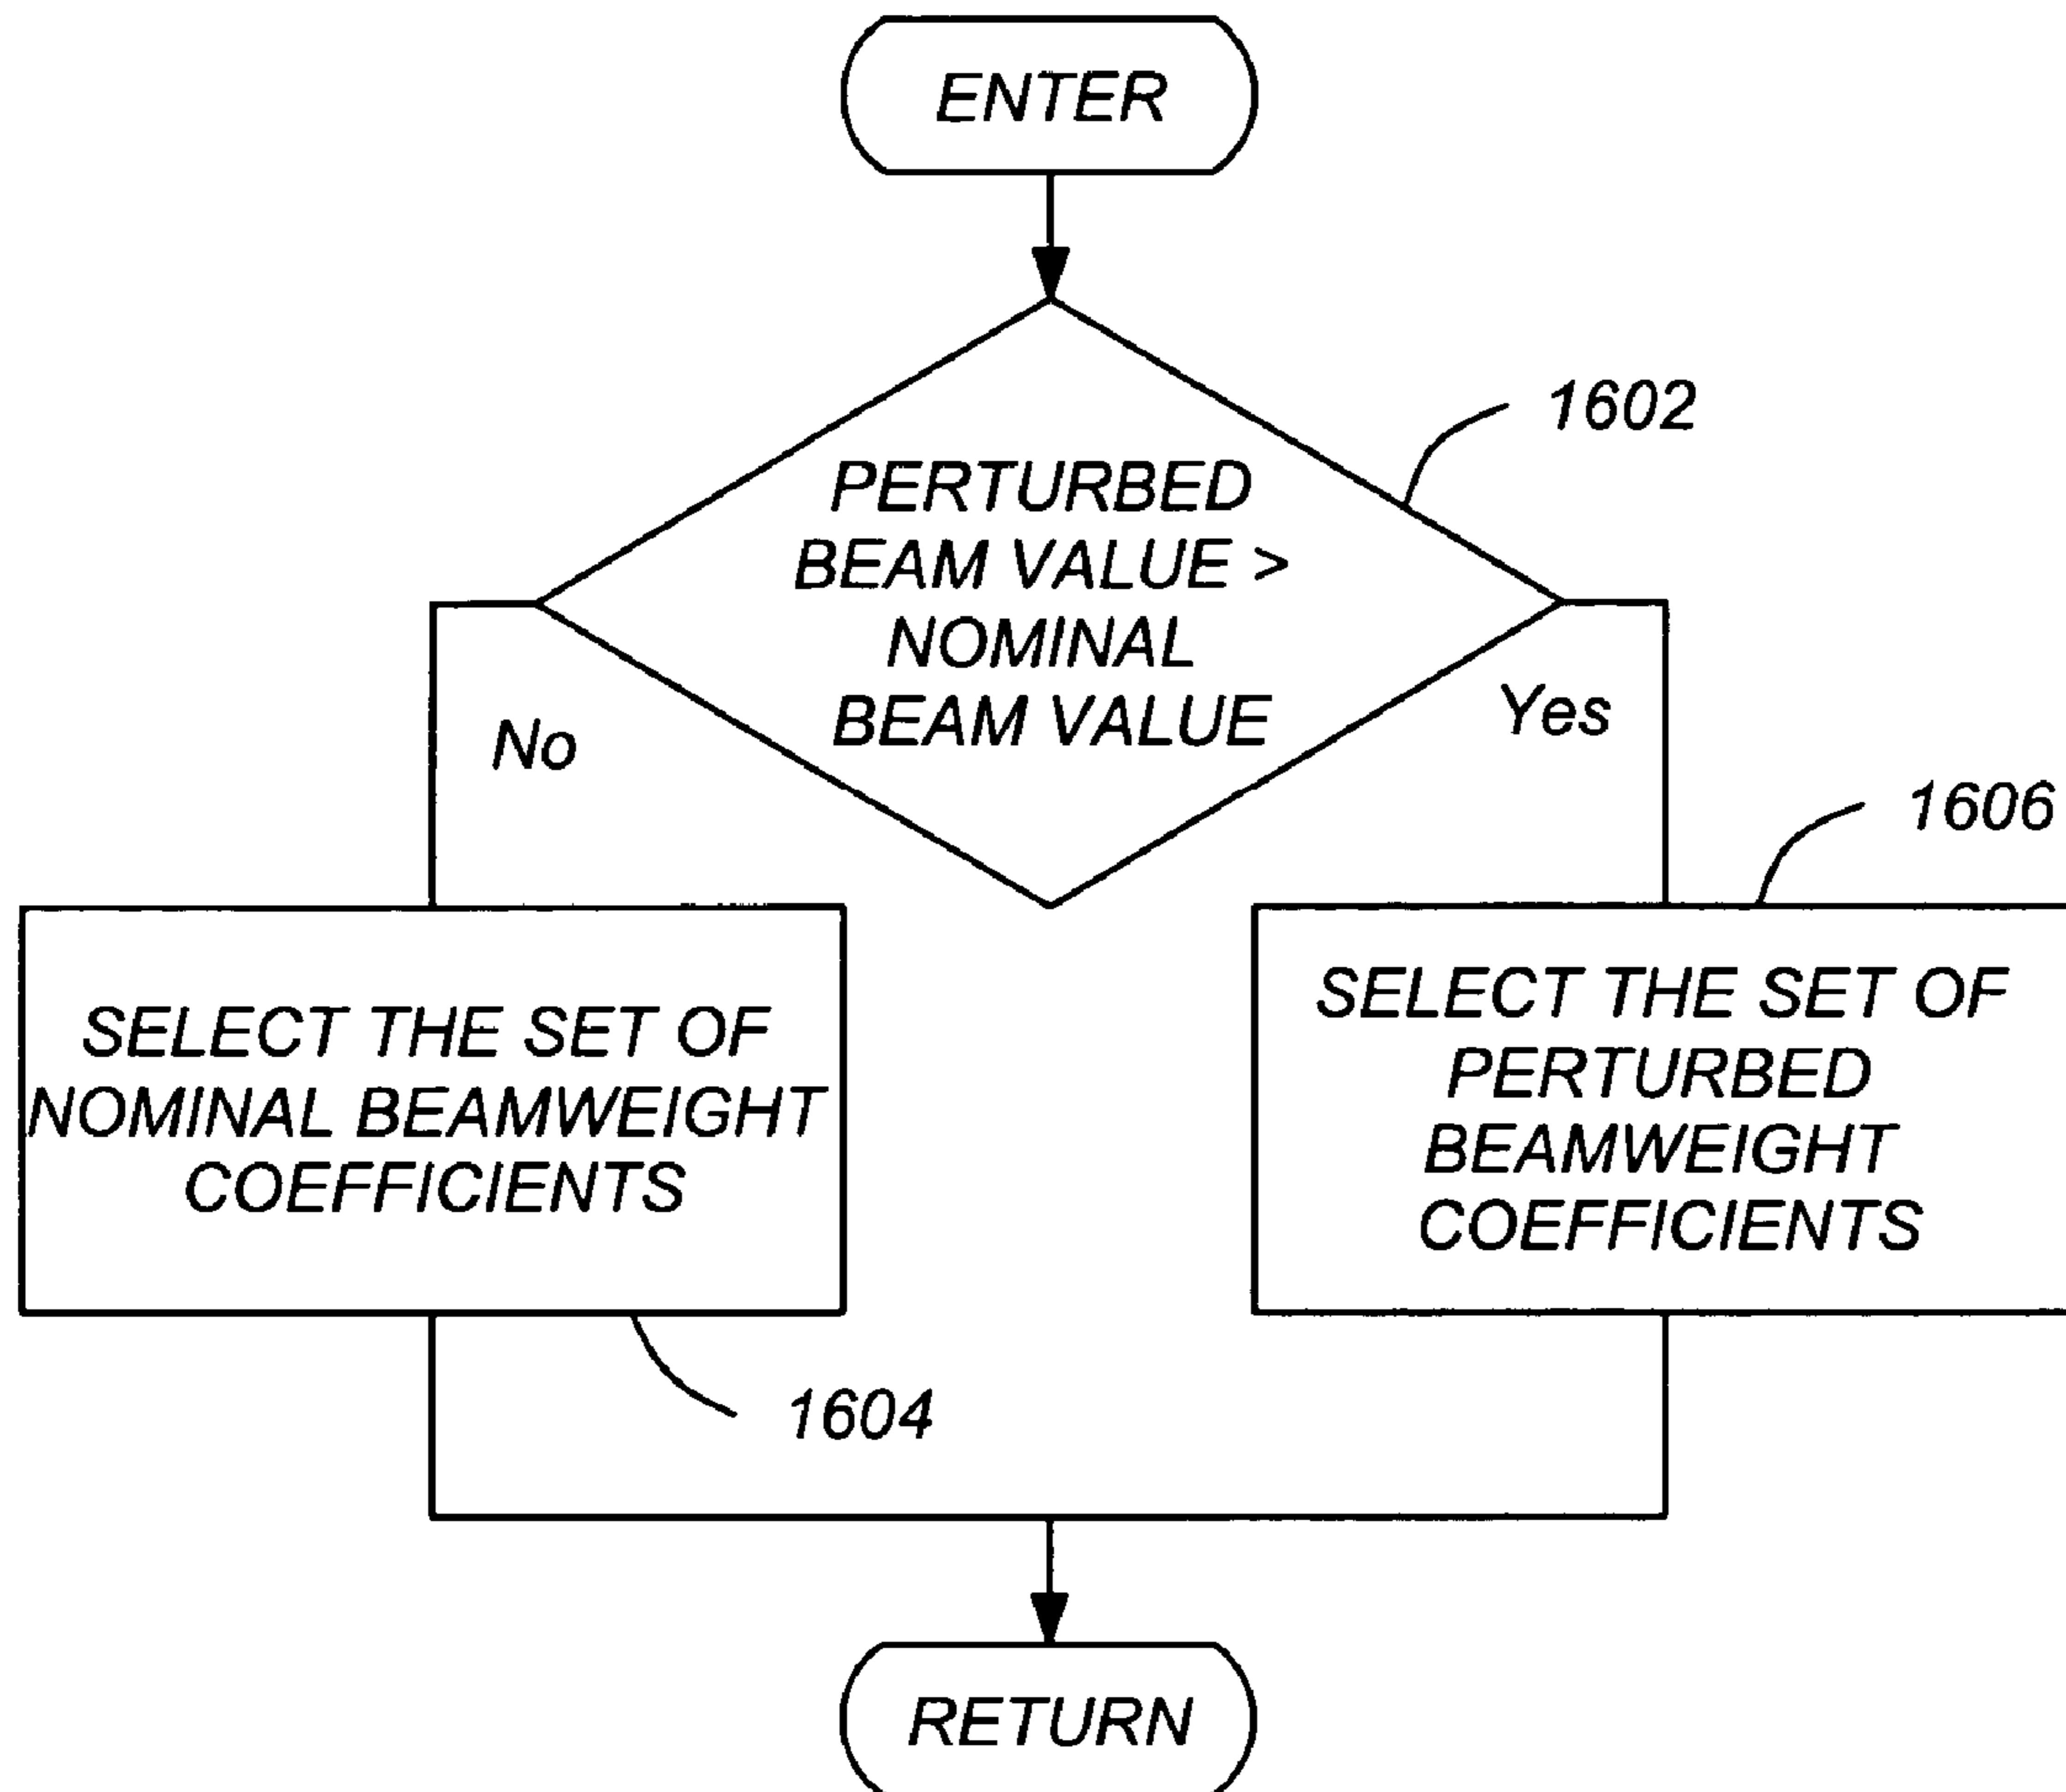 ENTER
1602
PERTURBED
BEAM VALUE >
NOMINAL
BEAM VALUE
No
Yes
1606
SELECT THE SET OF
NOMINAL BEAMWEIGHT
COEFFICIENTS
SELECT THE SET OF
PERTURBED
BEAMWEIGHT
COEFFICIENTS
1604
RETURN